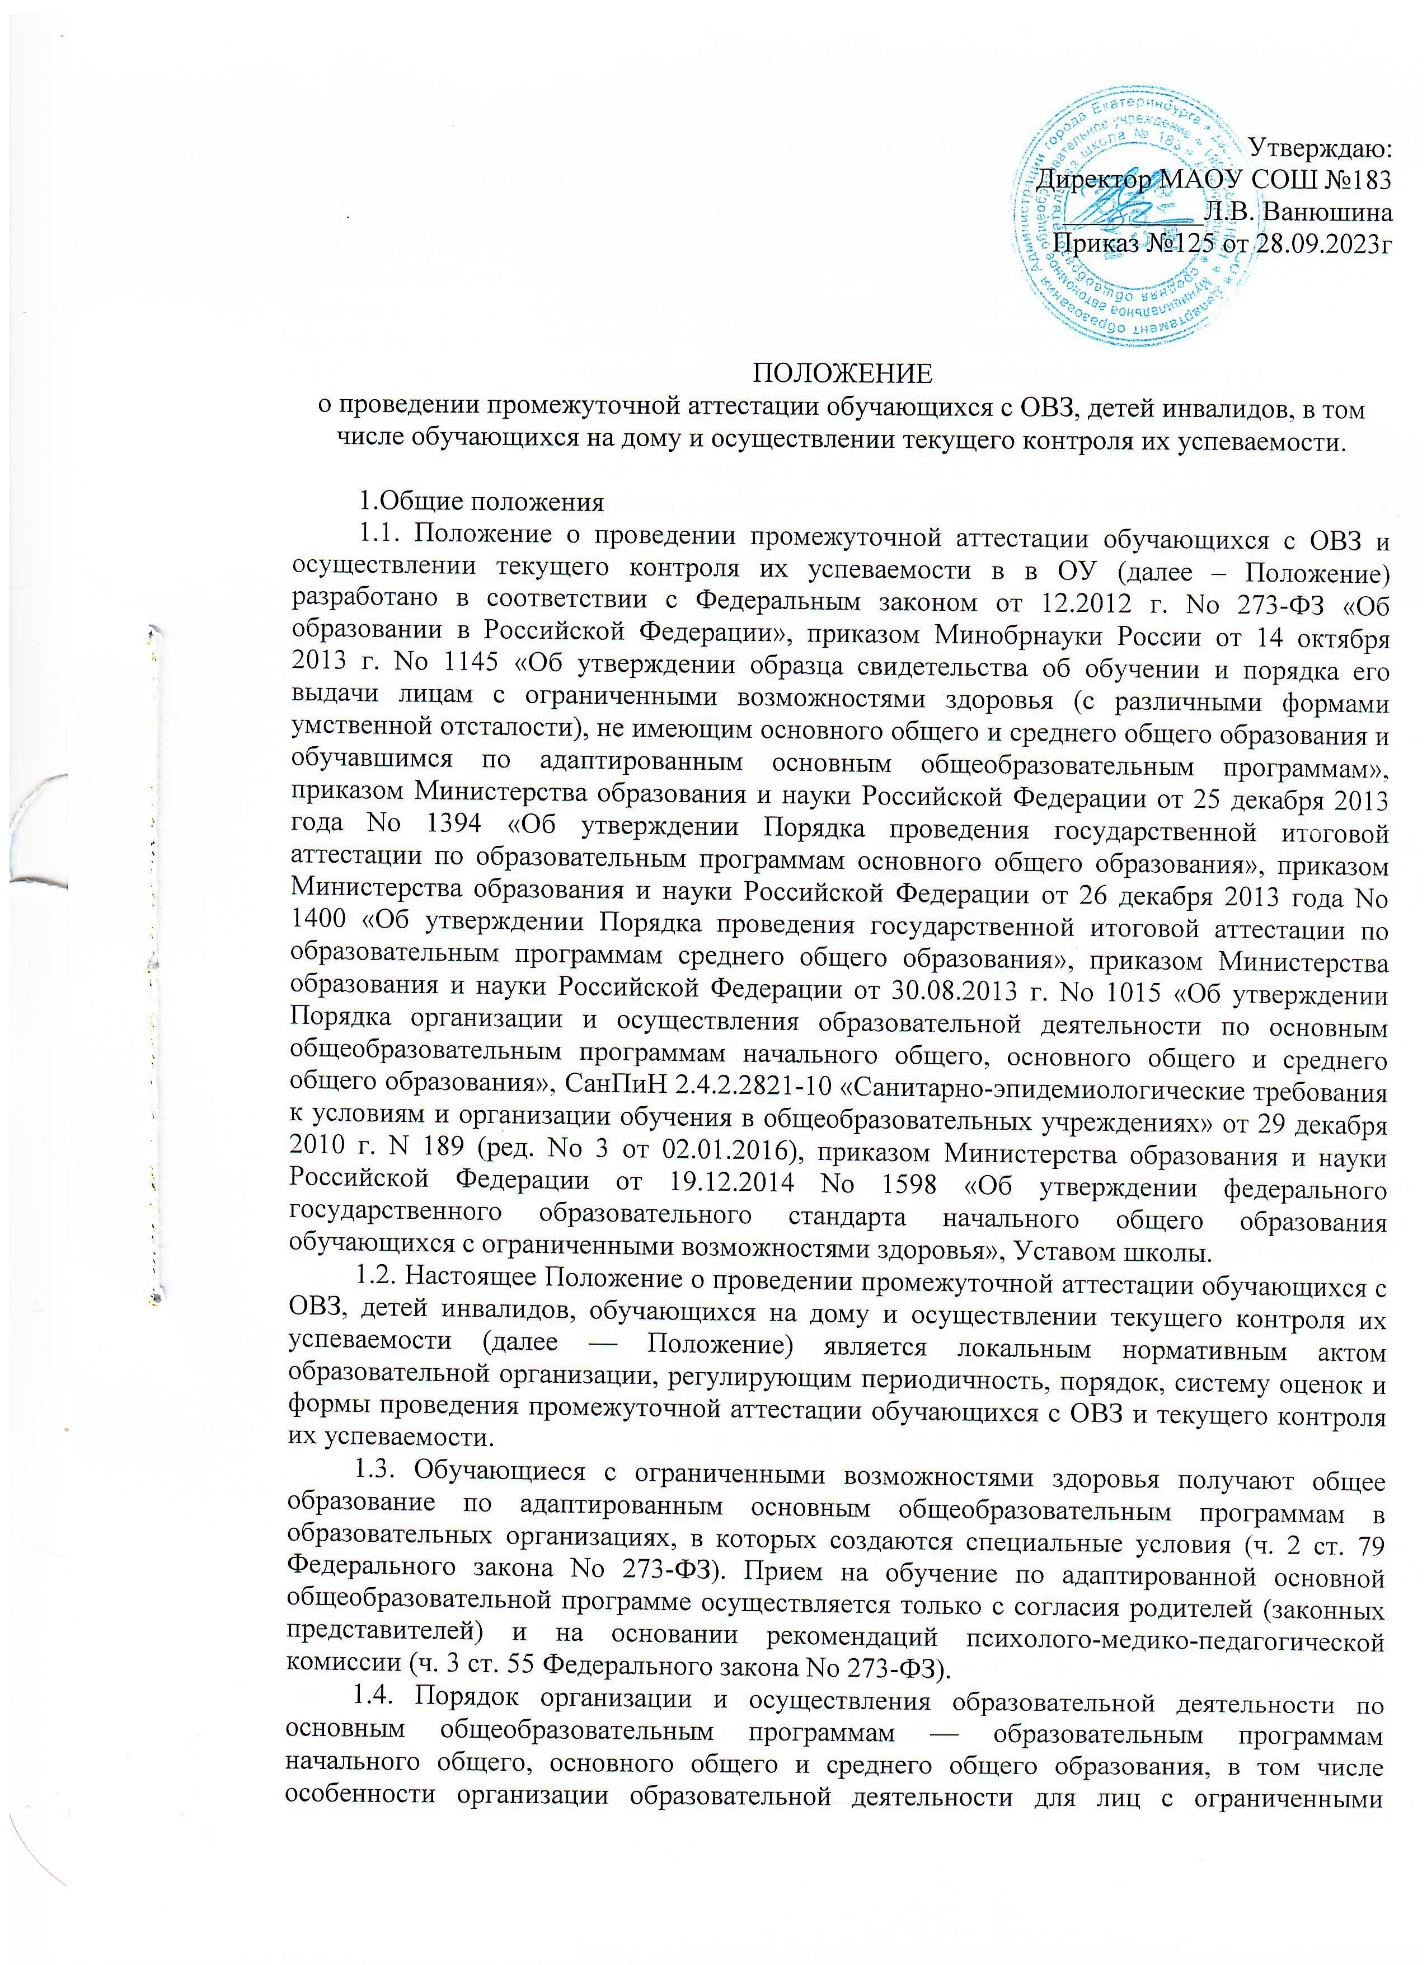 Утверждаю:
Директор МАОУ СОШ №183
Л.В. Ванюшина
Приказ №125 от 28.09.2023г
ПОЛОЖЕНИЕ
о проведении промежуточной аттестации обучающихся с ОВЗ, детей инвалидов, в том
числе обучающихся на дому и осуществлении текущего контроля их успеваемости.
1.Общие положения
1.1. Положение о проведении промежуточной аттестации обучающихся с ОВЗ и
осуществлении текущего контроля их успеваемости в в ОУ (далее – Положение)
разработано в соответствии с Федеральным законом от 12.2012 г. No 273-ФЗ «Об
образовании в Российской Федерации», приказом Минобрнауки России от 14 октября
2013 г. No 1145 «Об утверждении образца свидетельства об обучении и порядка его
выдачи лицам с ограниченными возможностями здоровья (с различными формами
умственной отсталости), не имеющим основного общего и среднего общего образования и
обучавшимся по адаптированным основным общеобразовательным программам»,
приказом Министерства образования и науки Российской Федерации от 25 декабря 2013
года No 1394 «Об утверждении Порядка проведения государственной итоговой
аттестации по образовательным программам основного общего образования», приказом
Министерства образования и науки Российской Федерации от 26 декабря 2013 года No
1400 «Об утверждении Порядка проведения государственной итоговой аттестации по
образовательным программам среднего общего образования», приказом Министерства
образования и науки Российской Федерации от 30.08.2013 г. No 1015 «Об утверждении
Порядка организации и осуществления образовательной деятельности по основным
общеобразовательным программам начального общего, основного общего и среднего
общего образования», СанПиН 2.4.2.2821-10 «Санитарно-эпидемиологические требования
к условиям и организации обучения в общеобразовательных учреждениях» от 29 декабря
2010 г. N 189 (ред. No 3 от 02.01.2016), приказом Министерства образования и науки
Российской Федерации от 19.12.2014 No 1598 «Об утверждении федерального
государственного образовательного стандарта начального общего образования
обучающихся с ограниченными возможностями здоровья», Уставом школы.
1.2. Настоящее Положение о проведении промежуточной аттестации обучающихся с
ОВЗ, детей инвалидов, обучающихся на дому и осуществлении текущего контроля их
успеваемости (далее — Положение) является локальным нормативным актом
образовательной организации, регулирующим периодичность, порядок, систему оценок и
формы проведения промежуточной аттестации обучающихся с ОВЗ и текущего контроля
их успеваемости.
1.3. Обучающиеся с ограниченными возможностями здоровья получают общее
образование по адаптированным основным общеобразовательным программам в
образовательных организациях, в которых создаются специальные условия (ч. 2 ст. 79
Федерального закона No 273-ФЗ). Прием на обучение по адаптированной основной
общеобразовательной программе осуществляется только с согласия родителей (законных
представителей) и на основании рекомендаций психолого-медико-педагогической
комиссии (ч. 3 ст. 55 Федерального закона No 273-ФЗ).
1.4. Порядок организации и осуществления образовательной деятельности по
основным общеобразовательным программам — образовательным программам
начального общего, основного общего и среднего общего образования, в том числе
особенности организации образовательной деятельности для лиц с ограниченными